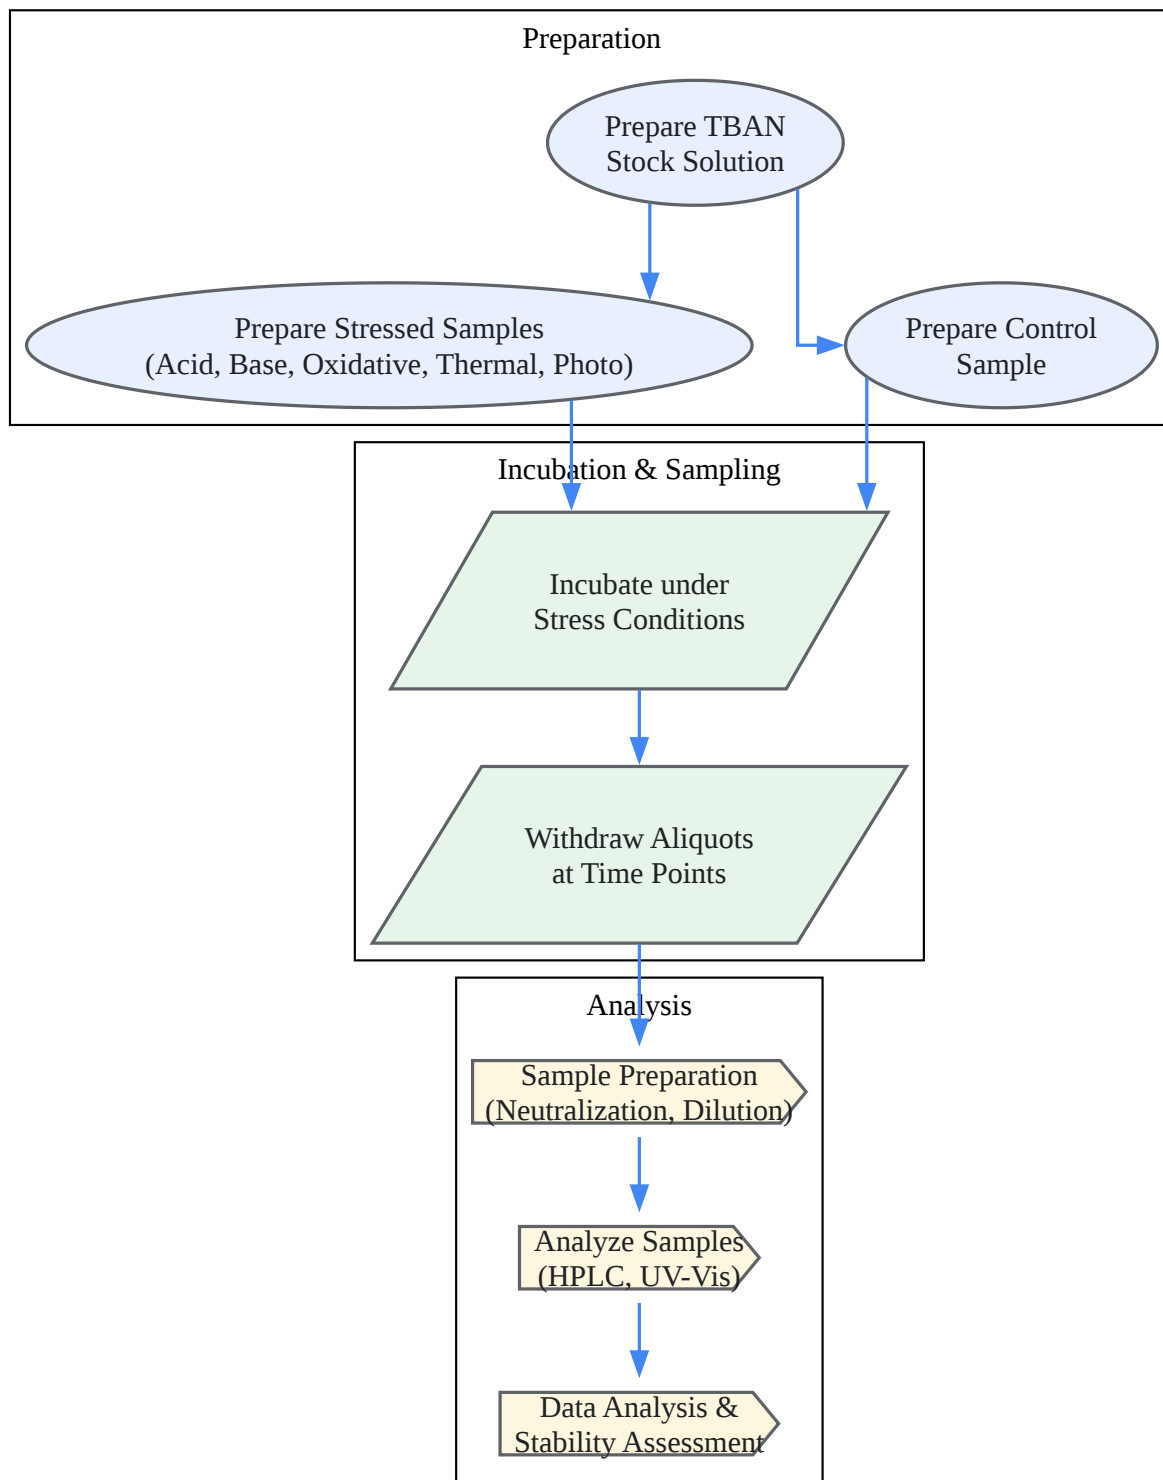 Preparation
Prepare TBAN
Stock Solution
Prepare Stressed Samples
(Acid, Base, Oxidative, Thermal, Photo)
Prepare Control
Sample
Incubation & Sampling
Incubate under
Stress Conditions
Withdraw Aliquots
at Time Points
Analysis
Sample Preparation
(Neutralization, Dilution)
Analyze Samples
(HPLC, UV-Vis)
Data Analysis &
Stability Assessment